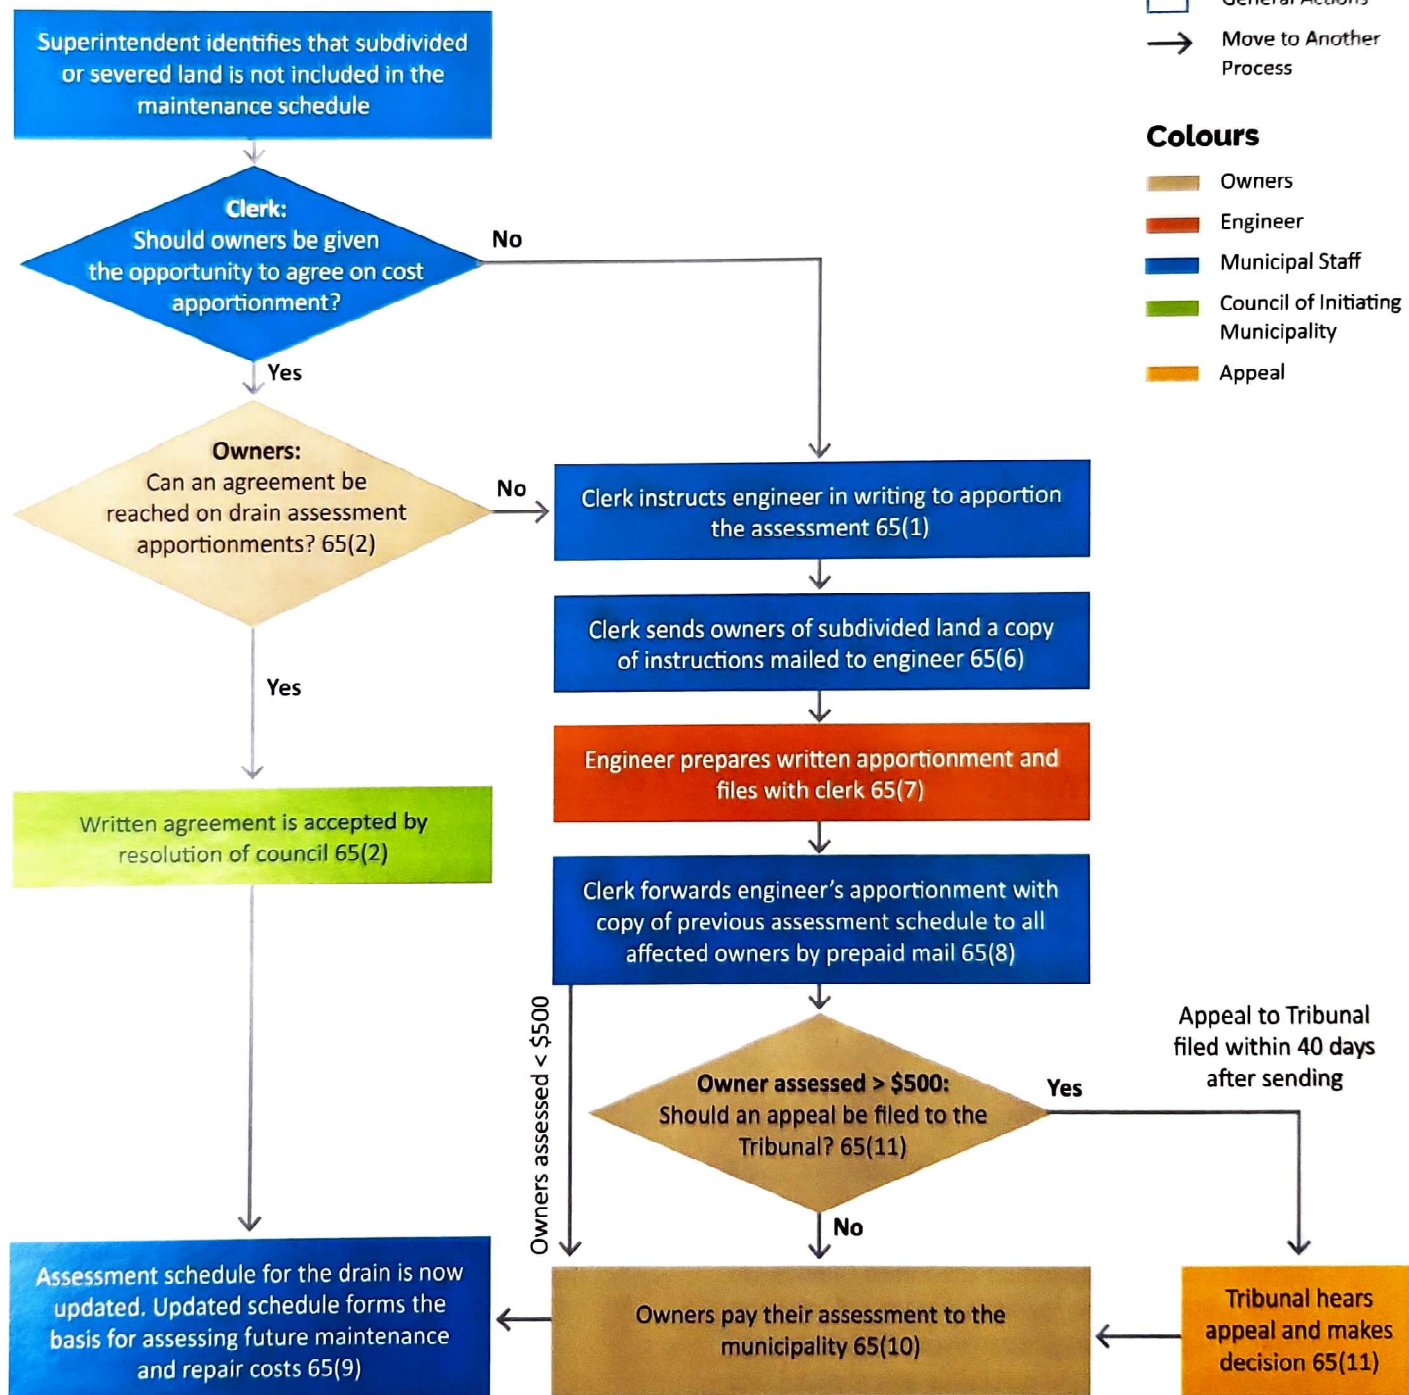 Superintendent identifies that subdivided
or severed land is not included in the
maintenance schedule
Clerk:
Should owners be given
the opportunity to agree on cost
apportionment?
No
Yes
Owners:
Can an agreement be
reached on drain assessment
apportionments? 65(2)
No
Yes
Written agreement is accepted by
resolution of council 65(2)
Clerk instructs engineer in writing to apportion
the assessment 65(1)
Clerk sends owners of subdivided land a copy
of instructions mailed to engineer 65(6)
Engineer prepares written apportionment and
files with clerk 65(7)
Clerk forwards engineer’s apportionment with
copy of previous assessment schedule to all
affected owners by prepaid mail 65(8)
Owners assessed < $500
Owner assessed > $500:
Should an appeal be filed to the
Tribunal? 65(11)
Yes
No
Appeal to Tribunal
filed within 40 days
after sending
Tribunal hears
appeal and makes
decision 65(11)
Owners pay their assessment to the
municipality 65(10)
Assessment schedule for the drain is now
updated. Updated schedule forms the
basis for assessing future maintenance
and repair costs 65(9)
General Actions
Move to Another
Process
Colours
Owners
Engineer
Municipal Staff
Council of Initiating
Municipality
Appeal